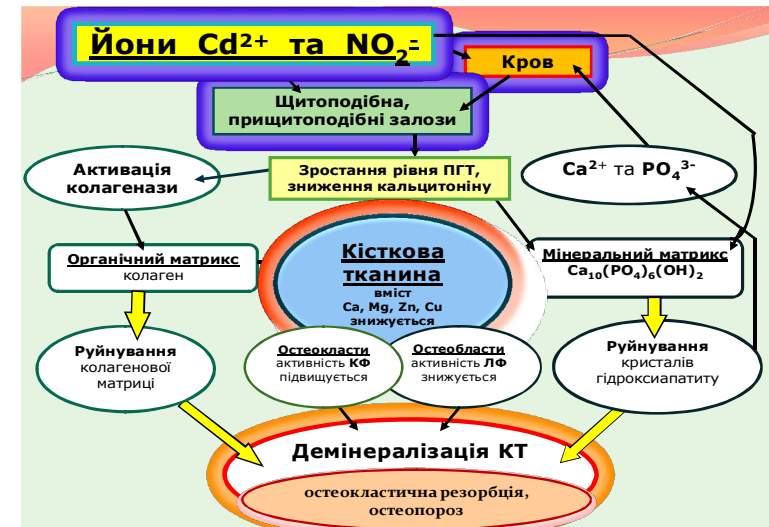 Йони Cd²⁺ та NO₂⁻
Кров
Щитоподібна,
прищитоподібні залози
Активація
колагенази
Зростання рівня ПГТ,
зниження кальцитоніну
Ca²⁺ та PO₄³⁻
Органічний матрикс
колаген
Кісткова
тканина
вміст
Ca, Mg, Zn, Cu
знижується
Мінеральний матрикс
Ca₁₀(PO₄)₆(OH)₂
Руйнування
колагенової
матриці
Остеокласти
активність КФ
підвищується
Остеобласти
активність ЛФ
знижується
Руйнування
кристалів
гідроксиапатиту
Демінералізація КТ
остеокластична резорбція,
остеопороз